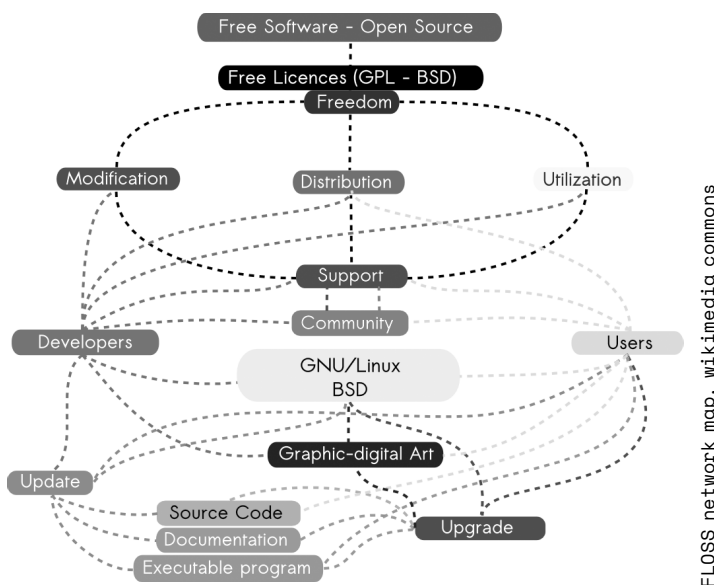 Free Software - Open Source
Free Licences (GPL - BSD)
Freedom
Modification
Distribution
Utilization
Support
Community
Developers
Users
GNU/Linux
BSD
Graphic-digital Art
Update
Source Code
Upgrade
Documentation
Executable program
FLOSS network map, wikimedia commons